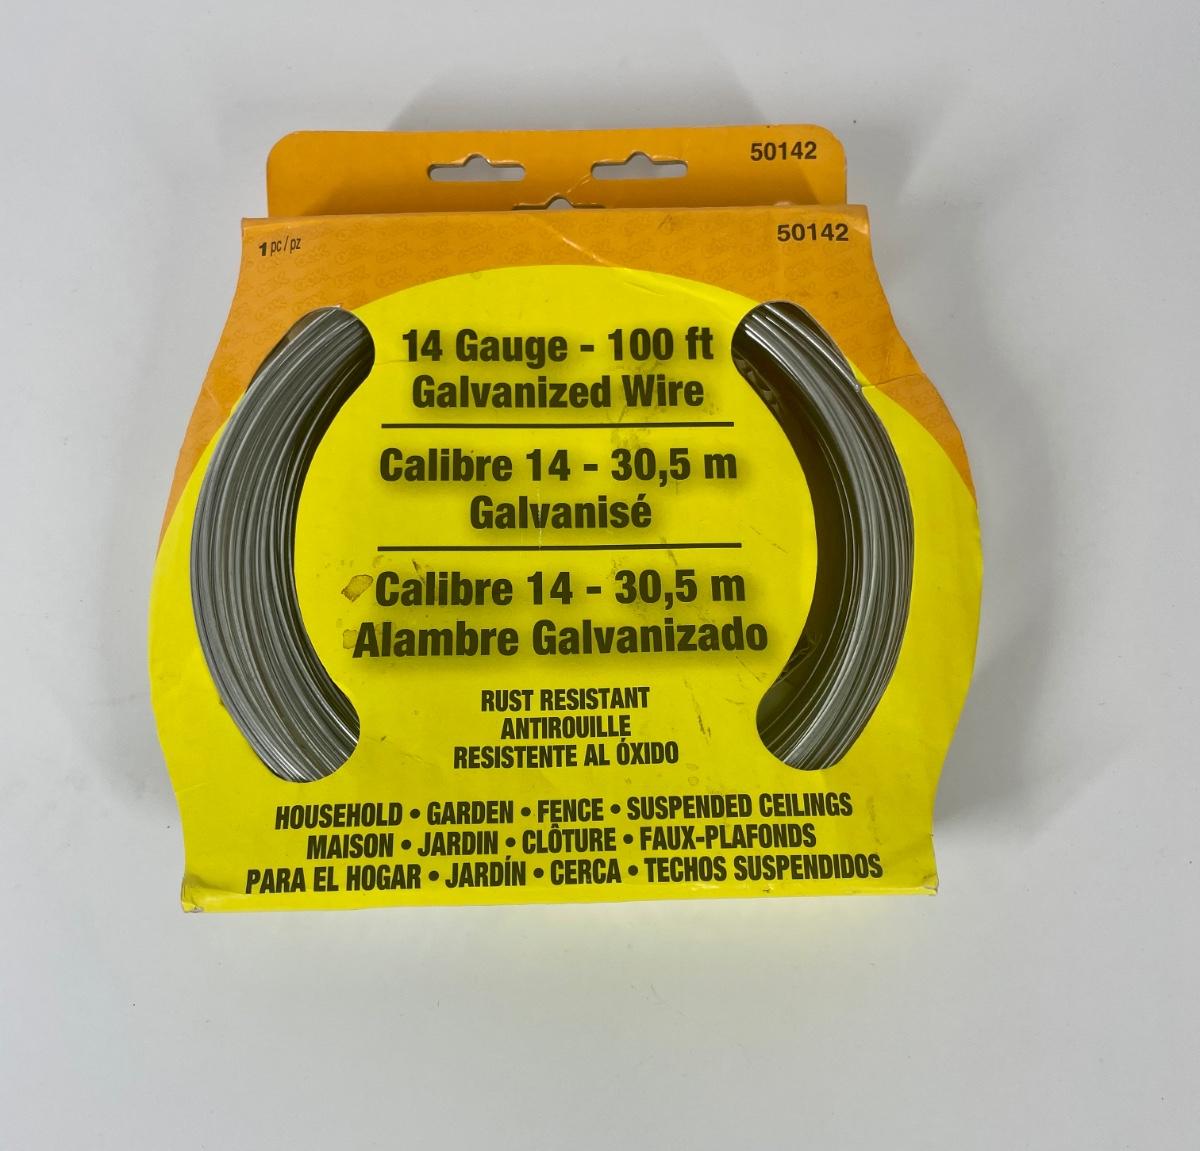 50142
1 pc / pz
50142
14 Gauge - 100 ft
Galvanized Wire
Calibre 14 - 30,5 m
Galvanisé
Calibre 14 - 30,5 m
Alambre Galvanizado
RUST RESISTANT
ANTIROUILLE
RESISTENTE AL ÓXIDO
HOUSEHOLD • GARDEN • FENCE • SUSPENDED CEILINGS
MAISON • JARDIN • CLÔTURE • FAUX-PLAFONDS
PARA EL HOGAR • JARDÍN • CERCA • TECHOS SUSPENDIDOS